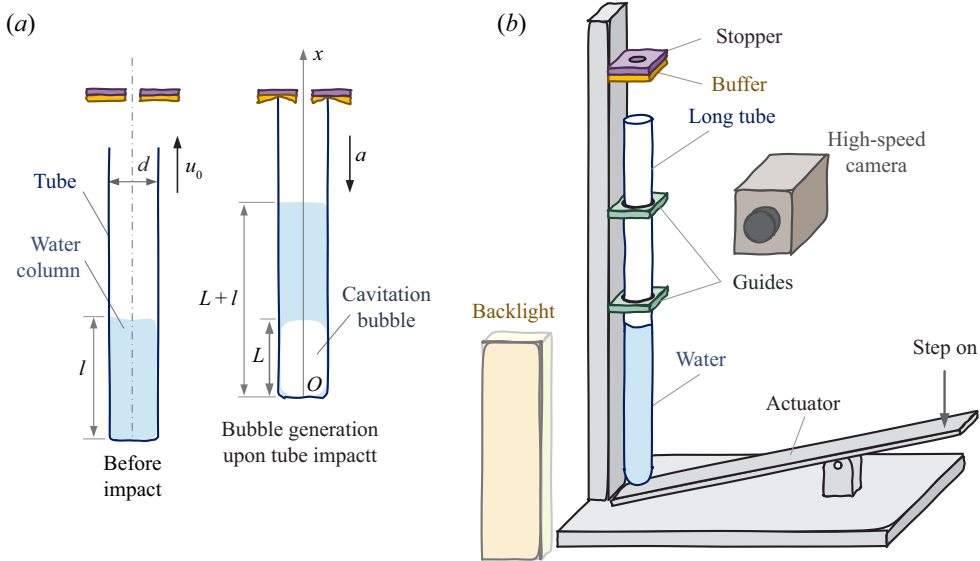 (a)
x
d
u₀
a
Tube
Water
column
l
L + l
L
Cavitation
bubble
O
Before
impact
Bubble generation
upon tube impactt
(b)
Stopper
Buffer
Long tube
High-speed
camera
Guides
Backlight
Water
Actuator
Step on